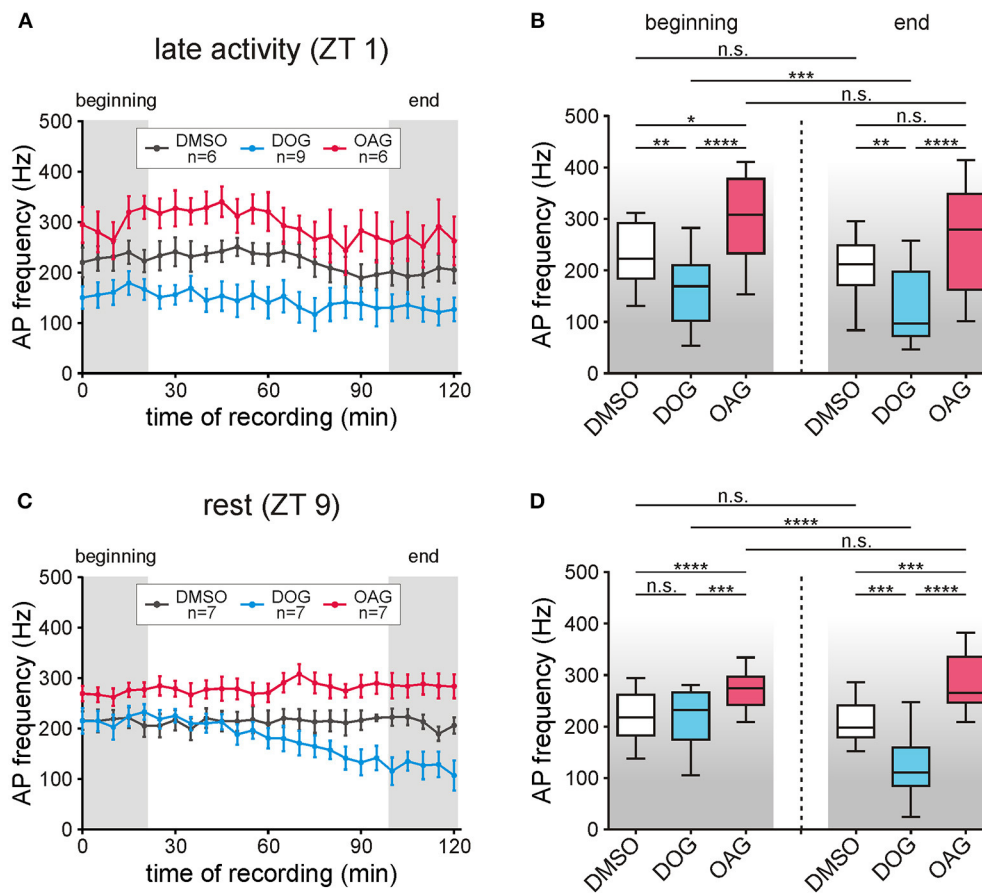 A
late activity (ZT 1)
beginning
end
DMSO DOG OAG
n=6 n=9 n=6
AP frequency (Hz)
500
400
300
200
100
0
0 30 60 90 120
time of recording (min)
B
beginning end
n.s.
***
n.s.
* n.s.
** **** ** ****
AP frequency (Hz)
500
400
300
200
100
0
DMSO DOG OAG DMSO DOG OAG
C
rest (ZT 9)
beginning
end
DMSO DOG OAG
n=7 n=7 n=7
AP frequency (Hz)
500
400
300
200
100
0
0 30 60 90 120
time of recording (min)
D
n.s.
****
n.s.
**** ***
n.s. *** *** ****
AP frequency (Hz)
500
400
300
200
100
0
DMSO DOG OAG DMSO DOG OAG